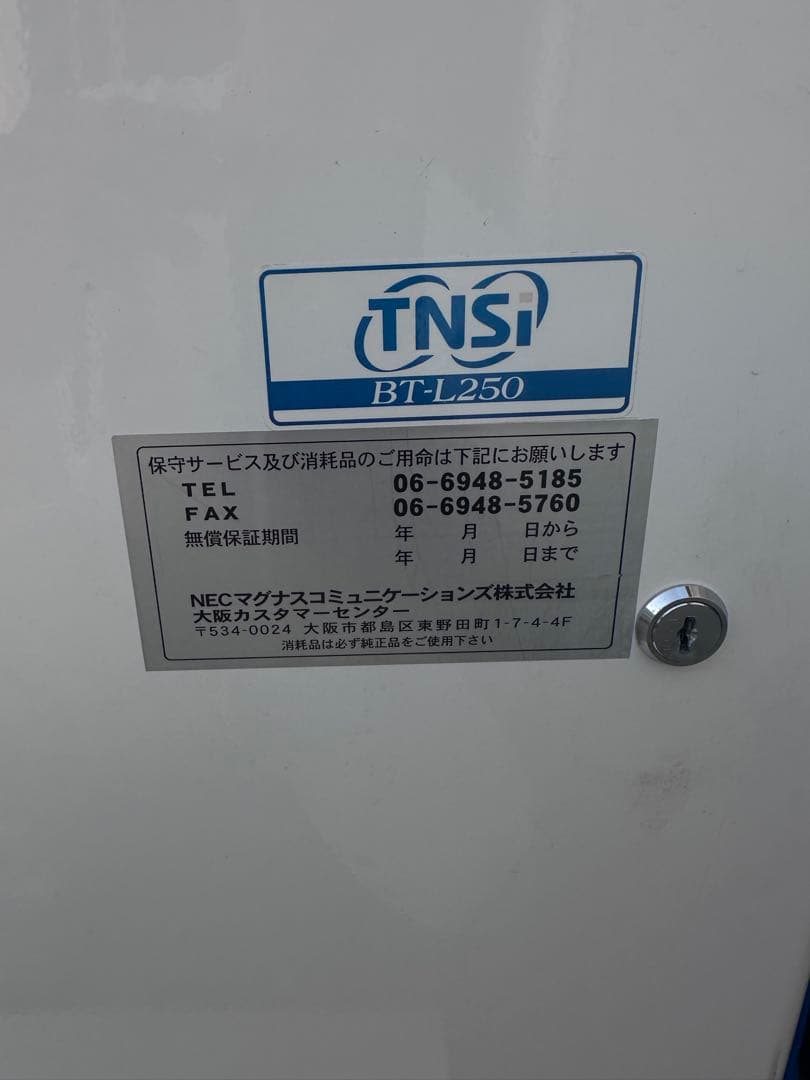 TNSi
BT-L250
保守サービス及び消耗品のご用命は下記にお願いします
TEL 06-6948-5185
FAX 06-6948-5760
無償保証期間 年 月 日から
年 月 日まで
NECマグナスコミュニケーションズ株式会社
大阪カスタマーセンター
〒534-0024 大阪市都島区東野田町1-7-4-4F
消耗品は必ず純正品をご使用下さい